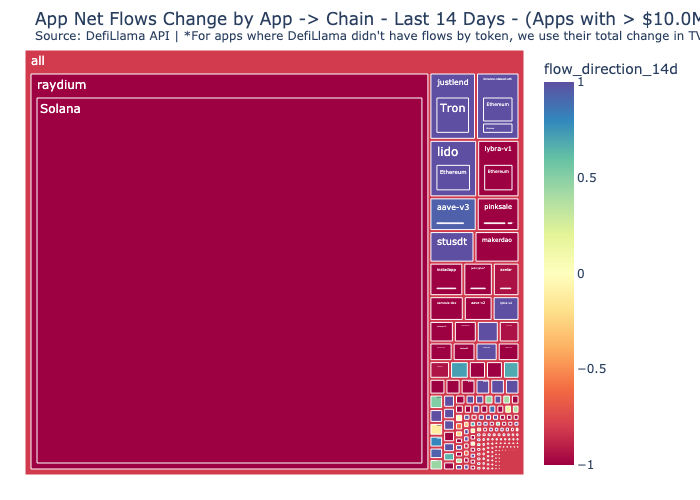 App Net Flows Change by App -> Chain - Last 14 Days - (Apps with > $10.0M
Source: DefiLlama API | *For apps where DefiLlama didn't have flows by token, we use their total change in TV
all
raydium
Solana
justlend
Tron
Ethereum
lido
Ethereum
lybra-v1
Ethereum
aave-v3
pinksale
stusdt
makerdao
instadapp
aave-v2
flow_direction_14d
1
0.5
0
−0.5
−1